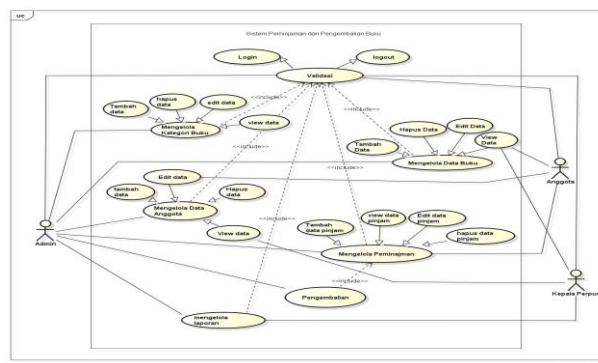 uc
Sistem Peminjaman dan Pengembalian Buku
Login
logout
Validasi
<<include>>
Tambah
data
hapus
data
edit data
view data
Mengelola
Kategori Buku
<<include>>
Hapus Data
Edit Data
View
Data
Tambah
Data
Mengelola Data Buku
<<include>>
<<include>>
Anggota
Edit data
tambah
data
Hapus
data
Mengelola Data
Anggota
View data
<<include>>
Tambah
data pinjam
view data
pinjam
Edit data
pinjam
hapus data
pinjam
Mengelola Peminajman
Admin
<<include>>
Kepala Perpus
Pengembalian
mengelola
laporan